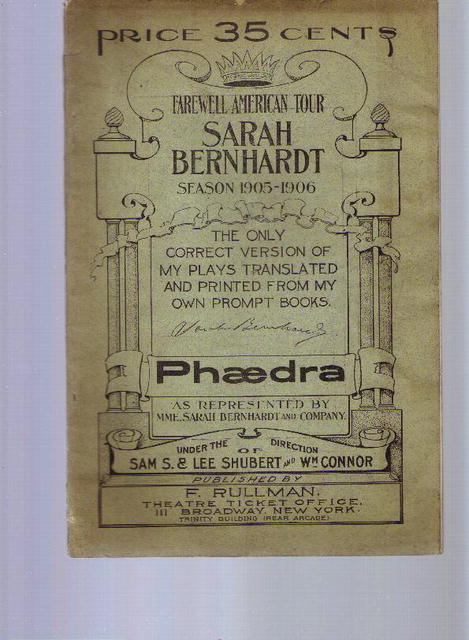 PRICE 35 CENTS
FAREWELL AMERICAN TOUR
SARAH
BERNHARDT
SEASON 1905-1906
THE ONLY
CORRECT VERSION OF
MY PLAYS TRANSLATED
AND PRINTED FROM MY
OWN PROMPT BOOKS.
Sarah Bernhardt
Phædra
AS REPRESENTED BY
MME. SARAH BERNHARDT AND COMPANY.
UNDER THE DIRECTION
OF
SAM S. & LEE SHUBERT AND WM CONNOR
PUBLISHED BY
F. RULLMAN.
THEATRE TICKET OFFICE.
111 BROADWAY. NEW YORK.
TRINITY BUILDING (REAR ARCADE).